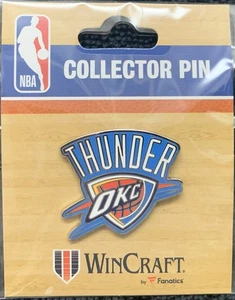 NBA
COLLECTOR PIN
THUNDER
OKC
WINCRAFT
by Fanatics